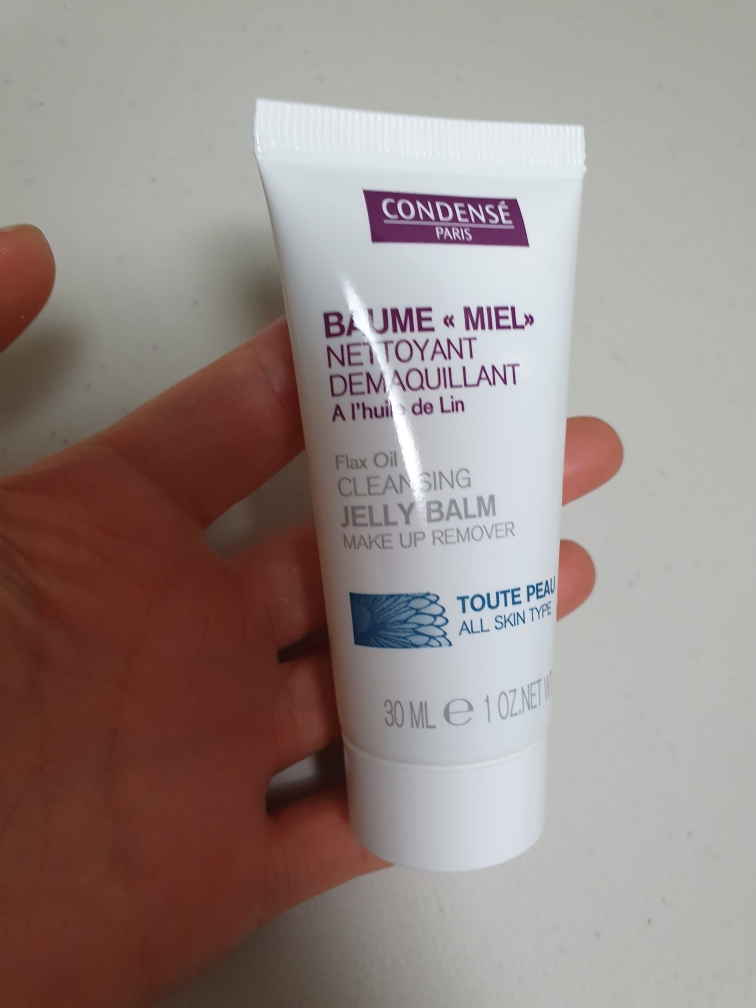 CONDENSÉ
PARIS
BAUME « MIEL»
NETTOYANT
DEMAQUILLANT
A l'huile de Lin
Flax Oil
CLEANSING
JELLY BALM
MAKE UP REMOVER
TOUTE PEAU
ALL SKIN TYPE
30 ML e 1 OZ.NET